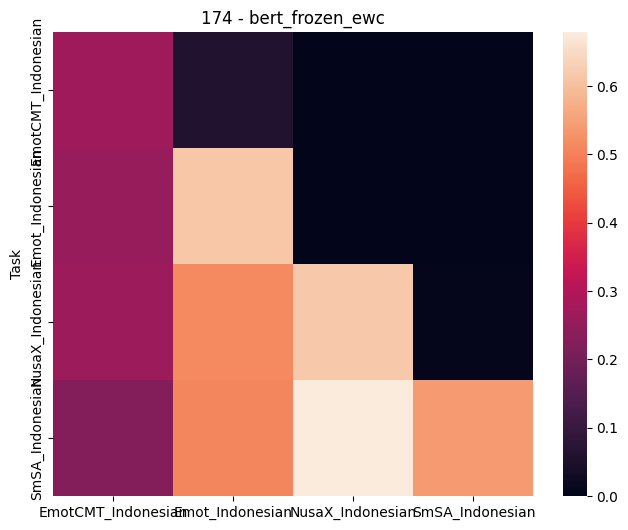 174 - bert_frozen_ewc
Task
EmotCMT_Indonesian
Emot_Indonesian
NusaX_Indonesian
SmSA_Indonesian
0.6
0.5
0.4
0.3
0.2
0.1
0.0
EmotCMT_Indonesian Emot_Indonesian NusaX_Indonesian SmSA_Indonesian